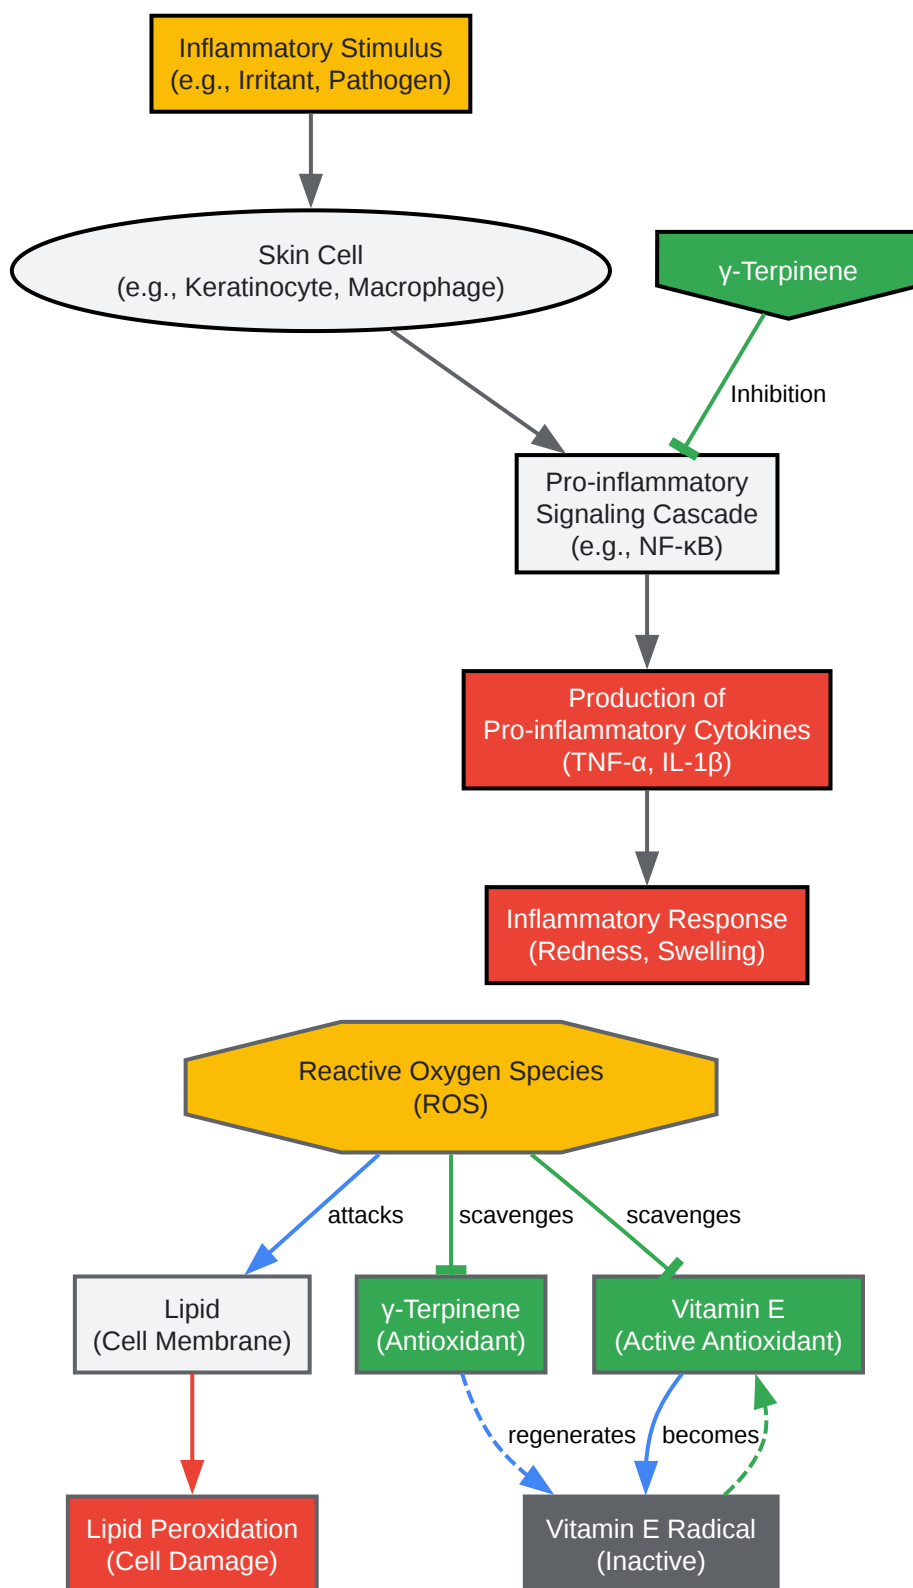 Inflammatory Stimulus
(e.g., Irritant, Pathogen)
Skin Cell
(e.g., Keratinocyte, Macrophage)
γ-Terpinene
Inhibition
Pro-inflammatory
Signaling Cascade
(e.g., NF-κB)
Production of
Pro-inflammatory Cytokines
(TNF-α, IL-1β)
Inflammatory Response
(Redness, Swelling)
Reactive Oxygen Species
(ROS)
attacks
scavenges
scavenges
Lipid
(Cell Membrane)
γ-Terpinene
(Antioxidant)
Vitamin E
(Active Antioxidant)
regenerates
becomes
Lipid Peroxidation
(Cell Damage)
Vitamin E Radical
(Inactive)